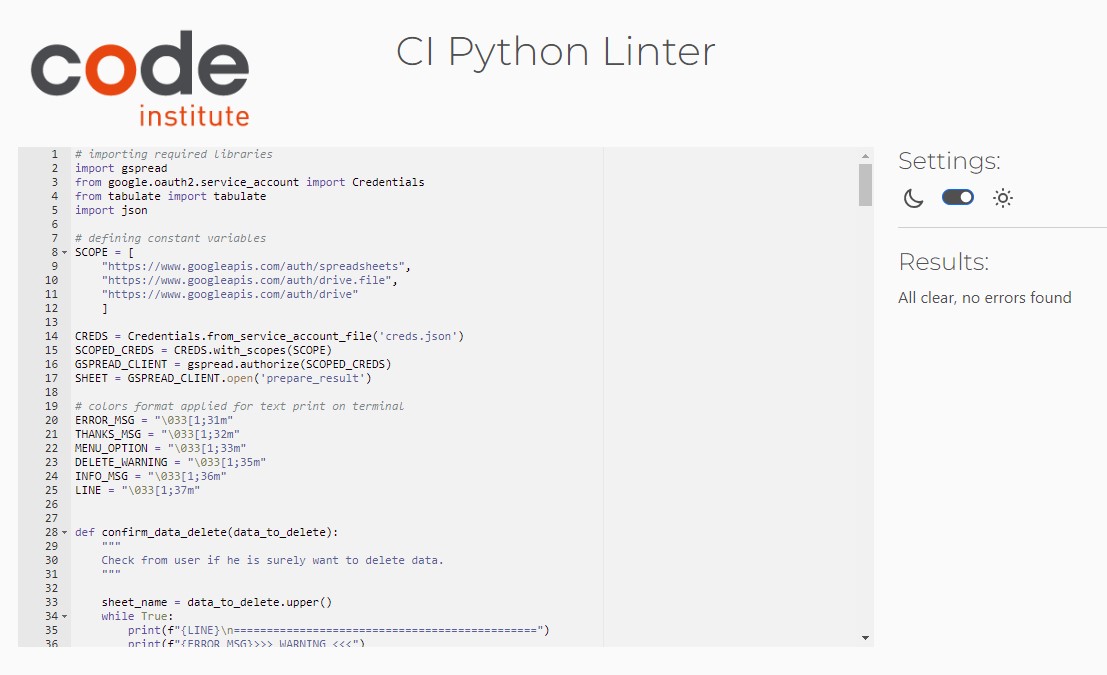 code
institute
CI Python Linter
1 # importing required libraries
2 import gspread
3 from google.oauth2.service_account import Credentials
4 from tabulate import tabulate
5 import json
6
7 # defining constant variables
8 SCOPE = [
9     "https://www.googleapis.com/auth/spreadsheets",
10     "https://www.googleapis.com/auth/drive.file",
11     "https://www.googleapis.com/auth/drive"
12     ]
13
14 CREDS = Credentials.from_service_account_file('creds.json')
15 SCOPED_CREDS = CREDS.with_scopes(SCOPE)
16 GSPREAD_CLIENT = gspread.authorize(SCOPED_CREDS)
17 SHEET = GSPREAD_CLIENT.open('prepare_result')
18
19 # colors format applied for text print on terminal
20 ERROR_MSG = "\033[1;31m"
21 THANKS_MSG = "\033[1;32m"
22 MENU_OPTION = "\033[1;33m"
23 DELETE_WARNING = "\033[1;35m"
24 INFO_MSG = "\033[1;36m"
25 LINE = "\033[1;37m"
26
27
28 def confirm_data_delete(data_to_delete):
29     """
30     Check from user if he is surely want to delete data.
31     """
32
33     sheet_name = data_to_delete.upper()
34     while True:
35         print(f"{LINE}\n==============================================")
36         print(f"{ERROR_MSG}>>>> WARNING <<<")
Settings:
Results:
All clear, no errors found